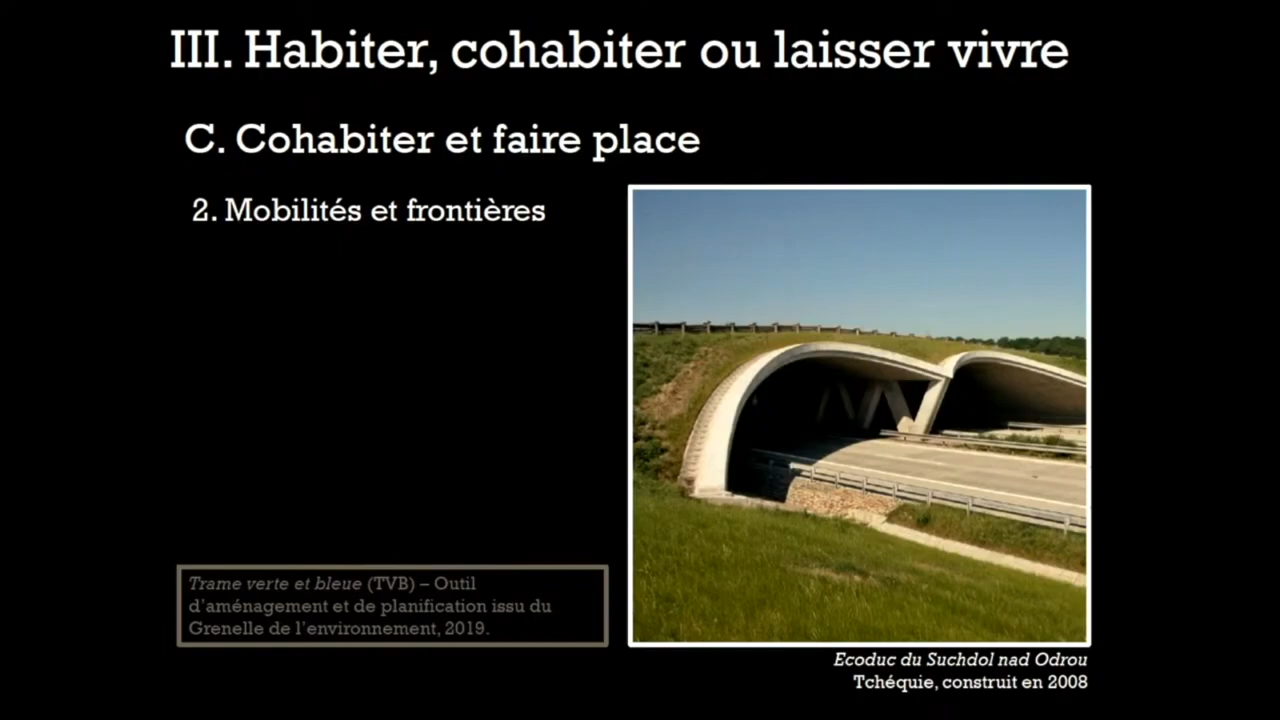 III. Habiter, cohabiter ou laisser vivre
C. Cohabiter et faire place
2. Mobilités et frontières
Trame verte et bleue (TVB) – Outil
d’aménagement et de planification issu du
Grenelle de l’environnement, 2019.
Ecoduc du Suchdol nad Odrou
Tchéquie, construit en 2008